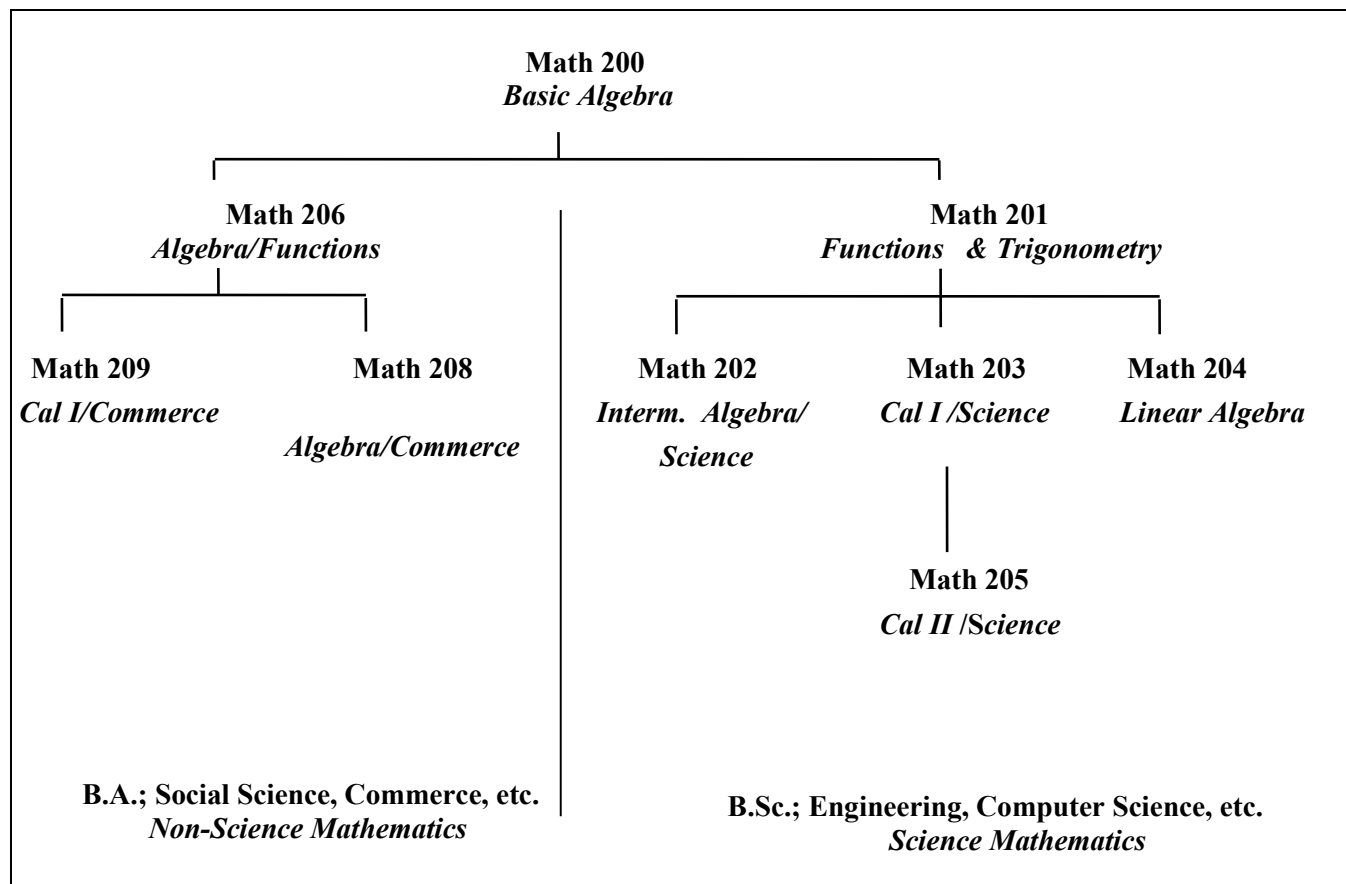 Math 200
Basic Algebra
Math 206
Algebra/Functions
Math 201
Functions & Trigonometry
Math 209
Cal I/Commerce
Math 208
Algebra/Commerce
Math 202
Interm. Algebra/
Science
Math 203
Cal I /Science
Math 204
Linear Algebra
Math 205
Cal II /Science
B.A.; Social Science, Commerce, etc.
Non-Science Mathematics
B.Sc.; Engineering, Computer Science, etc.
Science Mathematics